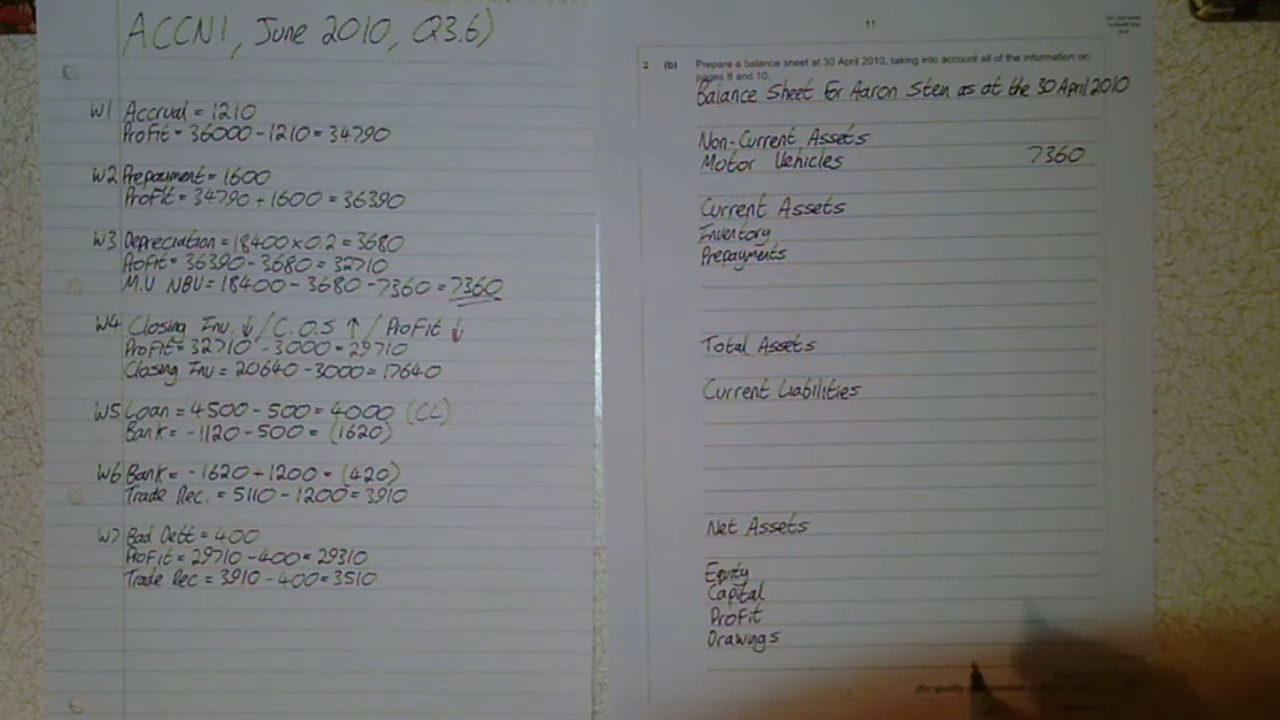 ACCN1, June 2010, Q3.6)
W1 Accrual = 1210
Profit = 36000 - 1210 = 34790
W2 Prepayment = 1600
Profit = 34790 + 1600 = 36390
W3 Depreciation = 18400 x 0.2 = 3680
Profit = 36390 - 3680 = 32710
M.V NBV = 18400 - 3680 - 7360 = 7360
W4 Closing Inv. ↓ / C.O.S ↑ / Profit ↓
Profit = 32710 - 3000 = 29710
Closing Inv = 20640 - 3000 = 17640
W5 Loan = 4500 - 500 = 4000 (CL)
Bank = -1120 - 500 = (1620)
W6 Bank = -1620 + 1200 = (420)
Trade Rec. = 5110 - 1200 = 3910
W7 Bad Debt = 400
Profit = 29710 - 400 = 29310
Trade Rec = 3910 - 400 = 3510
11
3 (b) Prepare a balance sheet at 30 April 2010, taking into account all of the information on
pages 8 and 10.
Balance Sheet for Aaron Sten as at the 30 April 2010
Non-Current Assets
Motor Vehicles 7360
Current Assets
Inventory
Prepayments
Total Assets
Current Liabilities
Net Assets
Equity
Capital
Profit
Drawings
(for quality